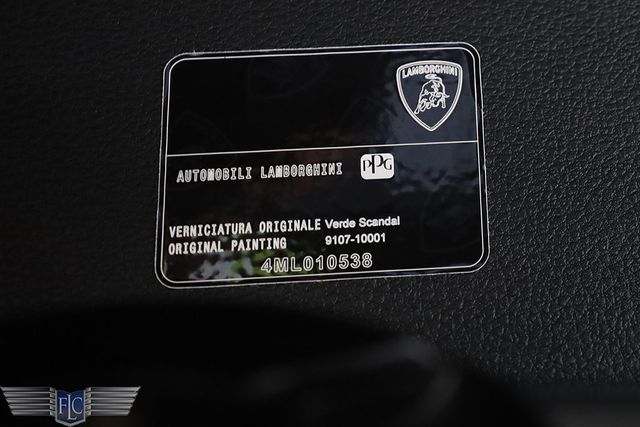 LAMBORGHINI
AUTOMOBILI LAMBORGHINI PPG
VERNICIATURA ORIGINALE Verde Scandal
ORIGINAL PAINTING 9107-10001
4ML010538
FLC